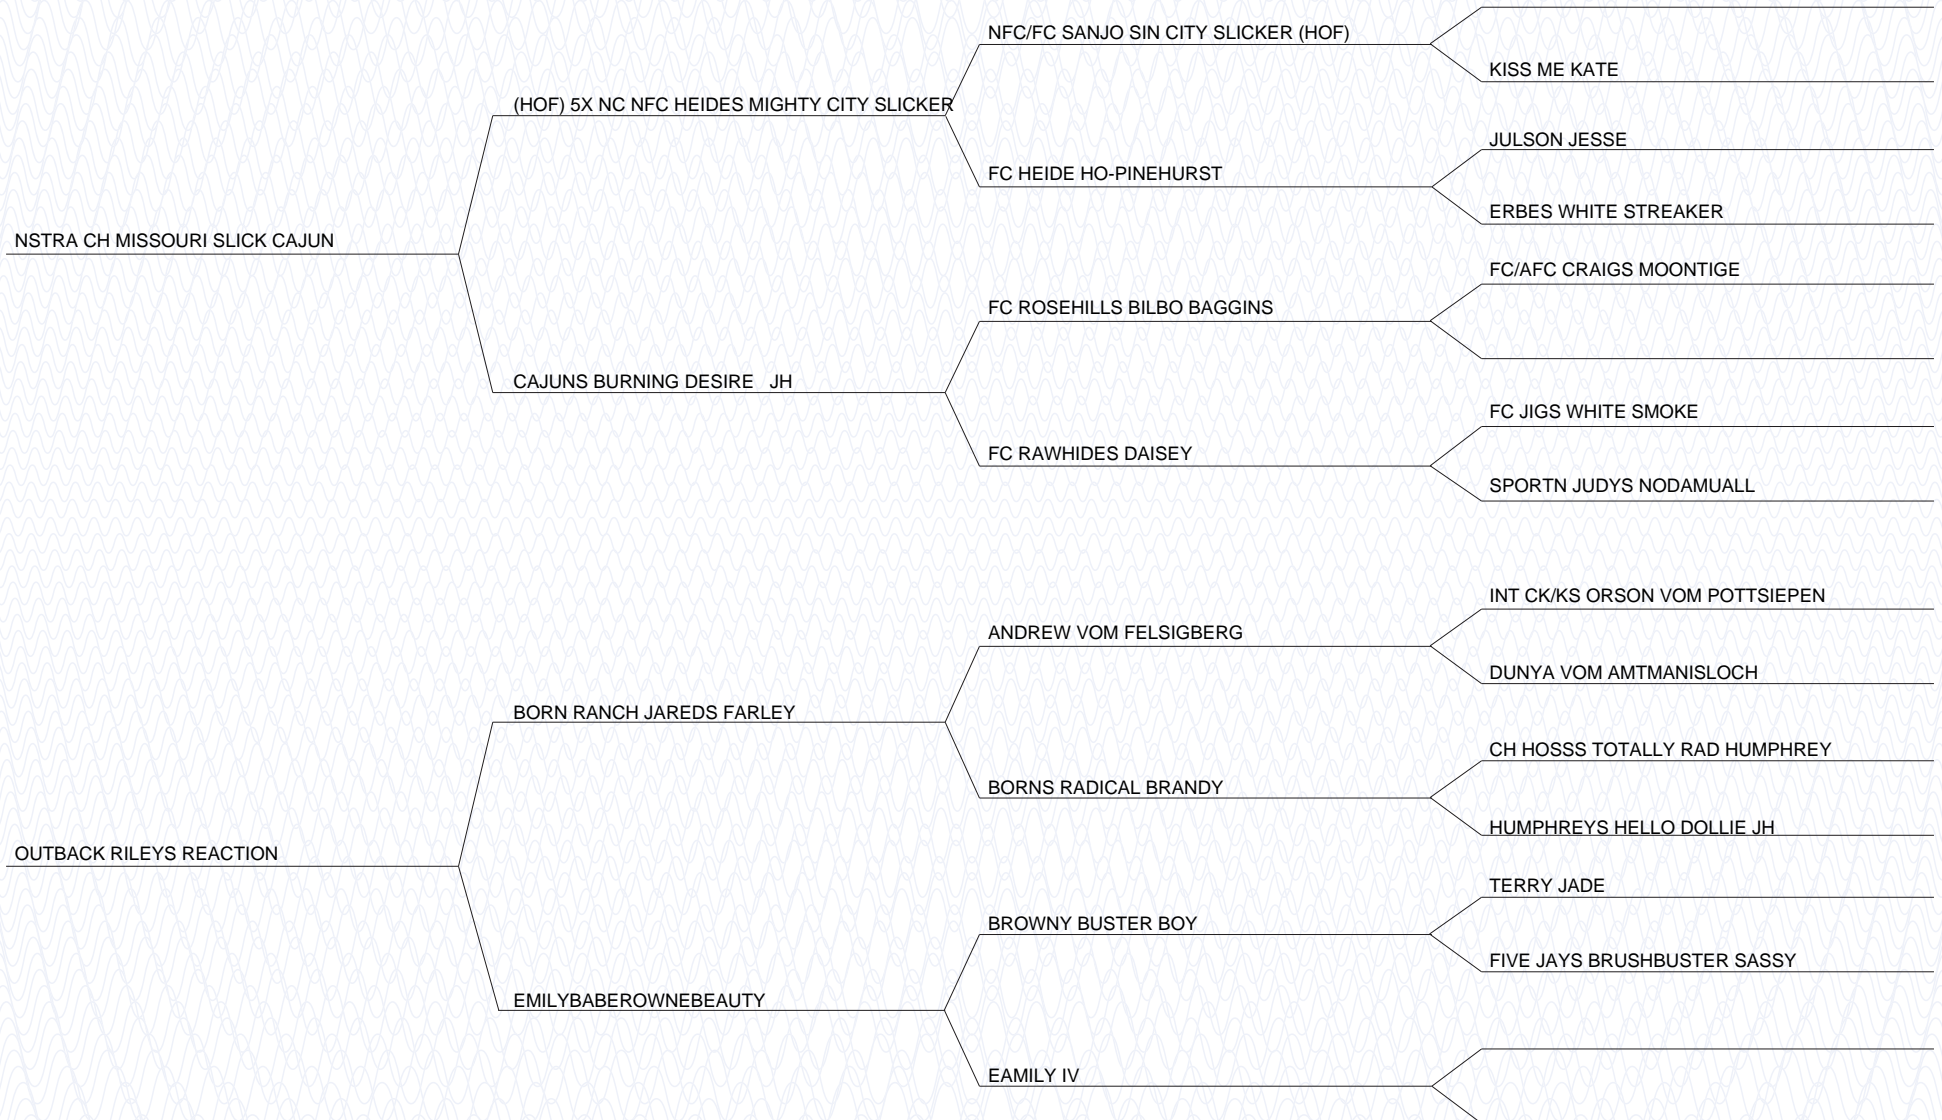 NFC/FC SANJO SIN CITY SLICKER (HOF)
KISS ME KATE
(HOF) 5X NC NFC HEIDES MIGHTY CITY SLICKER
JULSON JESSE
FC HEIDE HO-PINEHURST
ERBES WHITE STREAKER
NSTRA CH MISSOURI SLICK CAJUN
FC/AFC CRAIGS MOONTIGE
FC ROSEHILLS BILBO BAGGINS
CAJUNS BURNING DESIRE   JH
FC JIGS WHITE SMOKE
FC RAWHIDES DAISEY
SPORTN JUDYS NODAMUALL
INT CK/KS ORSON VOM POTTSIEPEN
ANDREW VOM FELSIGBERG
DUNYA VOM AMTMANISLOCH
BORN RANCH JAREDS FARLEY
CH HOSSS TOTALLY RAD HUMPHREY
BORNS RADICAL BRANDY
HUMPHREYS HELLO DOLLIE JH
OUTBACK RILEYS REACTION
TERRY JADE
BROWNY BUSTER BOY
FIVE JAYS BRUSHBUSTER SASSY
EMILYBABEROWNEBEAUTY
EAMILY IV